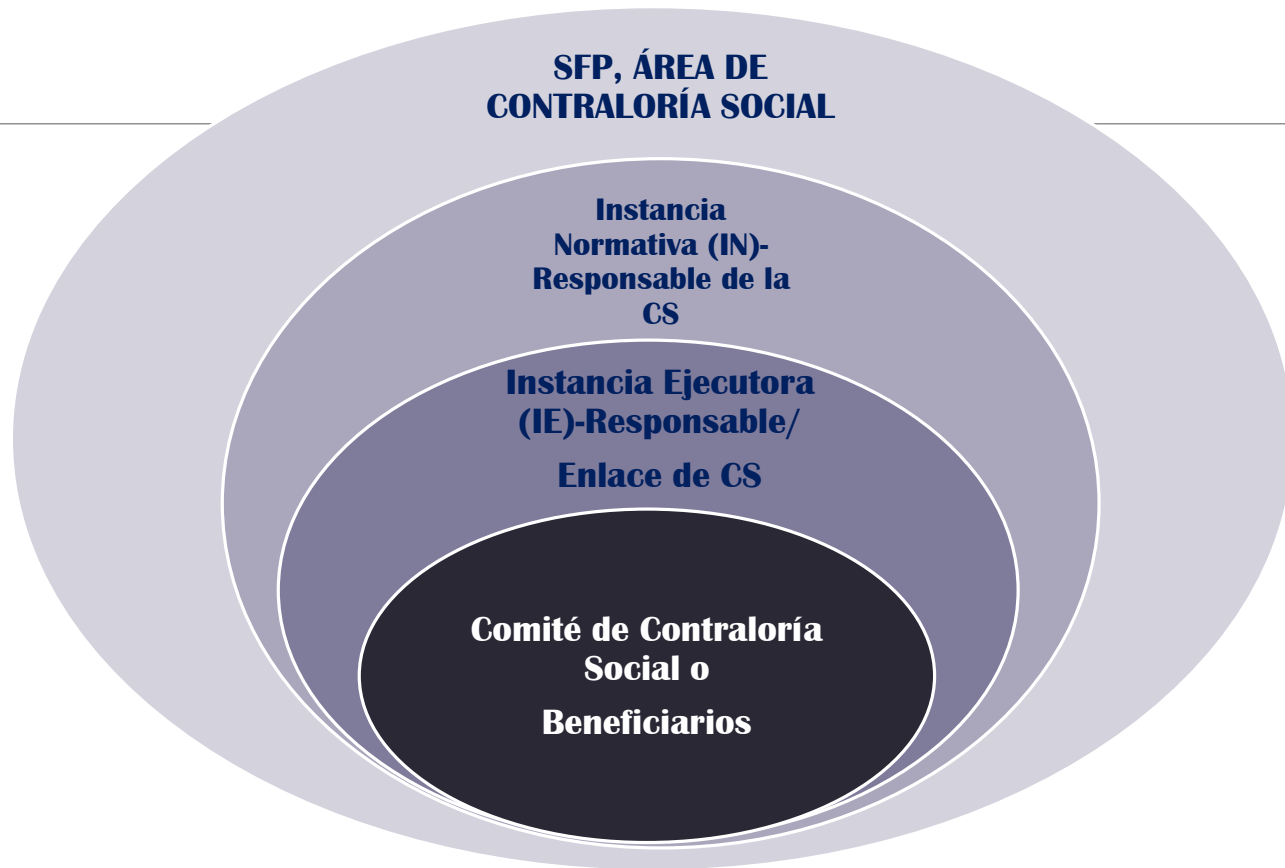 SFP, ÁREA DE
CONTRALORÍA SOCIAL
Instancia
Normativa (IN)-
Responsable de la
CS
Instancia Ejecutora
(IE)-Responsable/
Enlace de CS
Comité de Contraloría
Social o
Beneficiarios